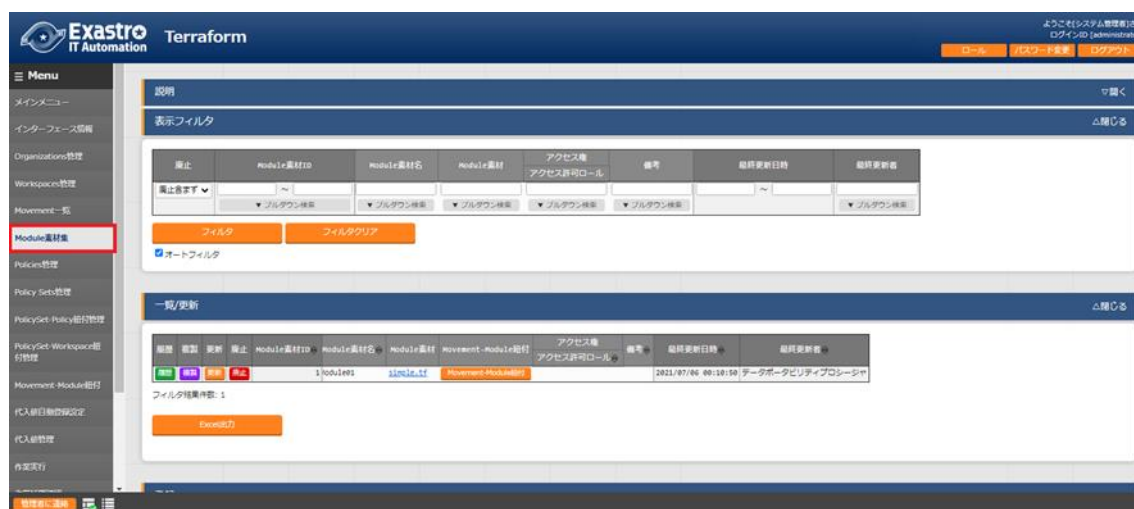 Exastro
IT Automation
Terraform
ようこそ[システム管理者]さ
ログインID [administrat
ロール
パスワード変更
ログアウト
Menu
メインメニュー
インターフェース情報
Organizations管理
Workspaces管理
Movement一覧
Module素材集
Policies管理
Policy Sets管理
PolicySet-Policy紐付管理
PolicySet-Workspace紐
付管理
Movement-Module紐付
代入値自動登録設定
代入値管理
作業実行
管理者に連絡
説明
▽開く
表示フィルタ
△閉じる
廃止 Module素材ID Module素材名 Module素材 アクセス権 備考 最終更新日時 最終更新者
アクセス許可ロール
廃止含まず ~ ~
▼ プルダウン検索 ▼ プルダウン検索 ▼ プルダウン検索 ▼ プルダウン検索 ▼ プルダウン検索 ▼ プルダウン検索
フィルタ フィルタクリア
オートフィルタ
一覧/更新
△閉じる
履歴 複製 更新 廃止 Module素材ID Module素材名 Module素材 Movement-Module紐付 アクセス権 備考 最終更新日時 最終更新者
アクセス許可ロール
履歴 複製 更新 廃止 1 module01 simple.tf Movement-Module紐付 2021/07/06 00:10:50 データポータビリティプロシージャ
フィルタ結果件数: 1
Excel出力